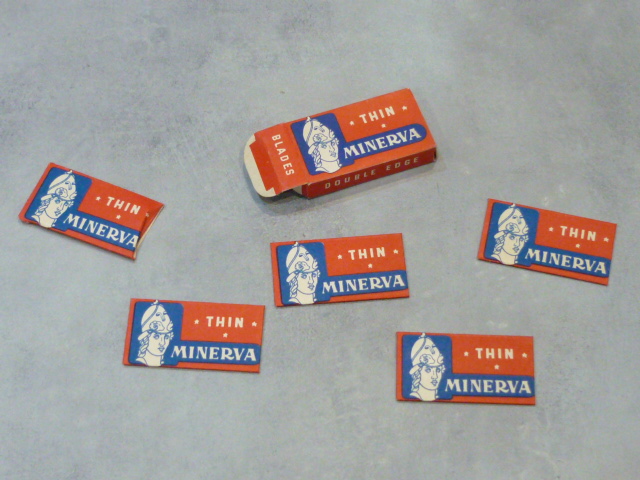 ★ THIN ★
★
MINERVA
BLADES
DOUBLE EDGE
★ THIN ★
★
MINERVA
★ THIN
★
MINERVA
★ THIN ★
★
MINERVA
★ THIN ★
★
MINERVA
★ THIN ★
★
MINERVA